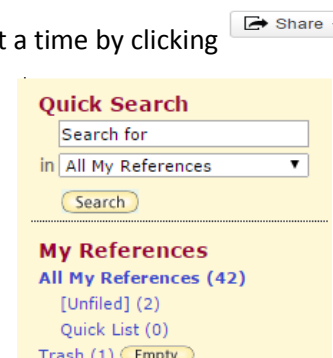 t a time by clicking Share
Quick Search
Search for
in All My References
Search
My References
All My References (42)
[Unfiled] (2)
Quick List (0)
Trash (1) Empty